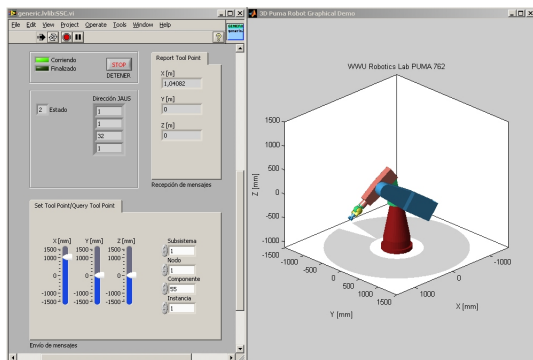 generic.lvlib:SSC.vi
File Edit View Project Operate Tools Window Help
GENERIC
generic.
Corriendo
Finalizado
STOP
DETENER
Dirección JAUS
2 Estado
1
1
32
1
Report Tool Point
X [m]
1,04082
Y [m]
0
Z [m]
0
Recepción de mensajes
Set Tool Point/Query Tool Point
X [mm] Y [mm] Z [mm]
1500 1500 1500
1000 1000 1000
0 0 0
-1000 -1000 -1000
-1500 -1500 -1500
Subsistema
1
Nodo
1
Componente
55
Instancia
1
Envío de mensajes
3D Puma Robot Graphical Demo
WWU Robotics Lab PUMA 762
1500
1000
500
0
-500
-1000
-1500
Z [mm]
-1000
-500
0
500
1000
1500
Y [mm]
-1000
0
1000
X [mm]